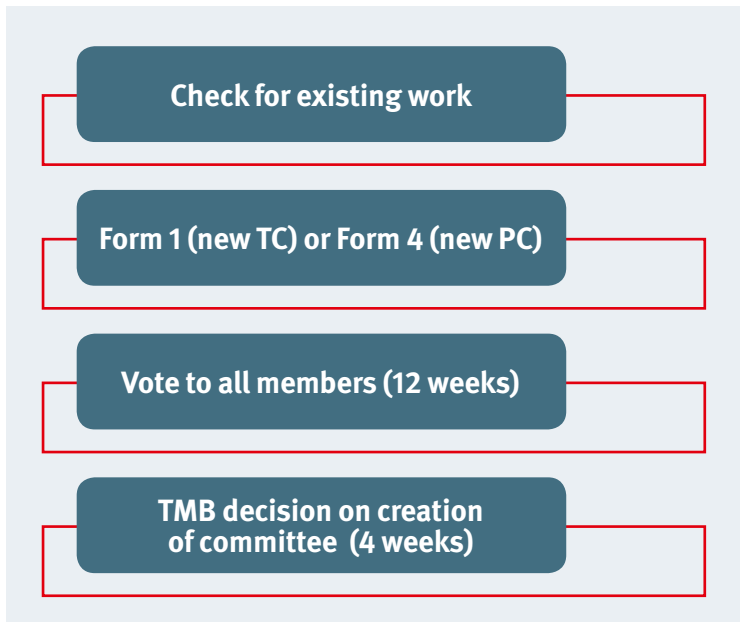 Check for existing work
Form 1 (new TC) or Form 4 (new PC)
Vote to all members (12 weeks)
TMB decision on creation
of committee (4 weeks)